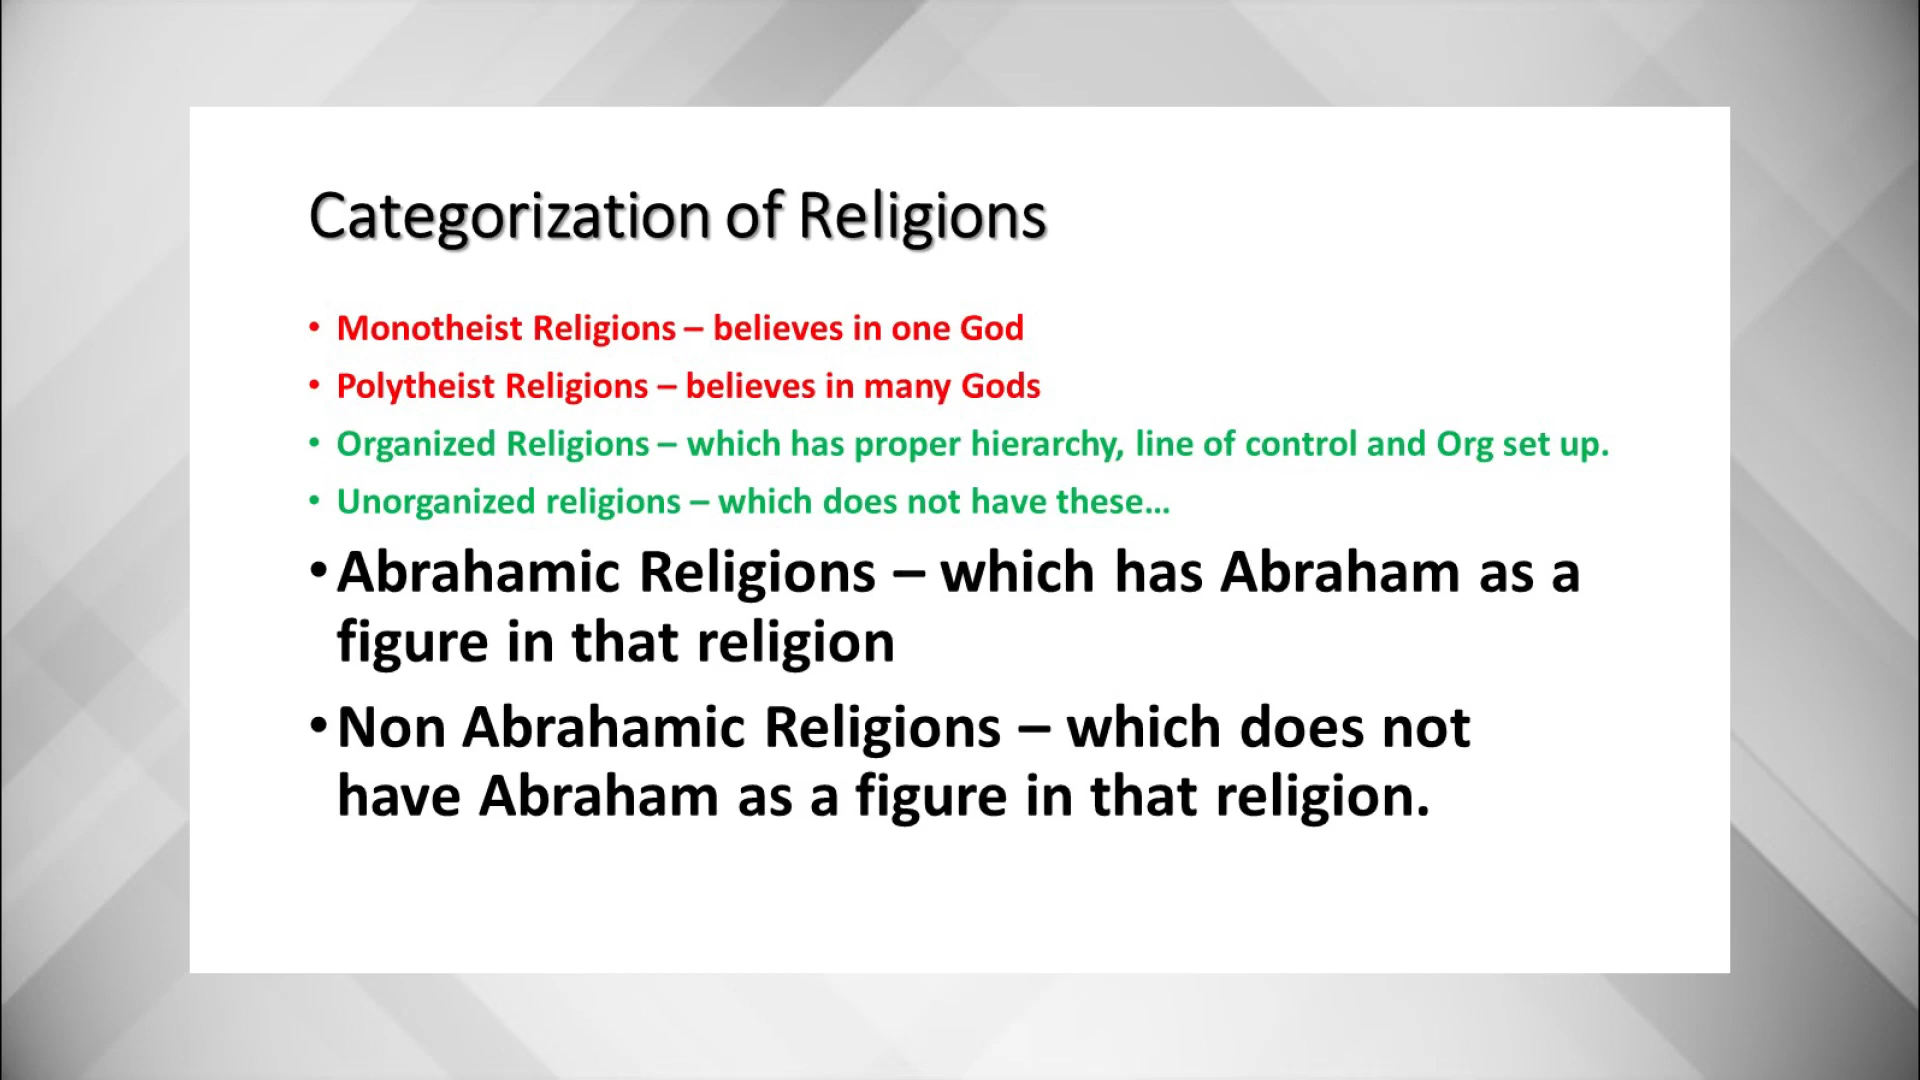 Categorization of Religions
• Monotheist Religions – believes in one God
• Polytheist Religions – believes in many Gods
• Organized Religions – which has proper hierarchy, line of control and Org set up.
• Unorganized religions – which does not have these...
• Abrahamic Religions – which has Abraham as a
figure in that religion
• Non Abrahamic Religions – which does not
have Abraham as a figure in that religion.